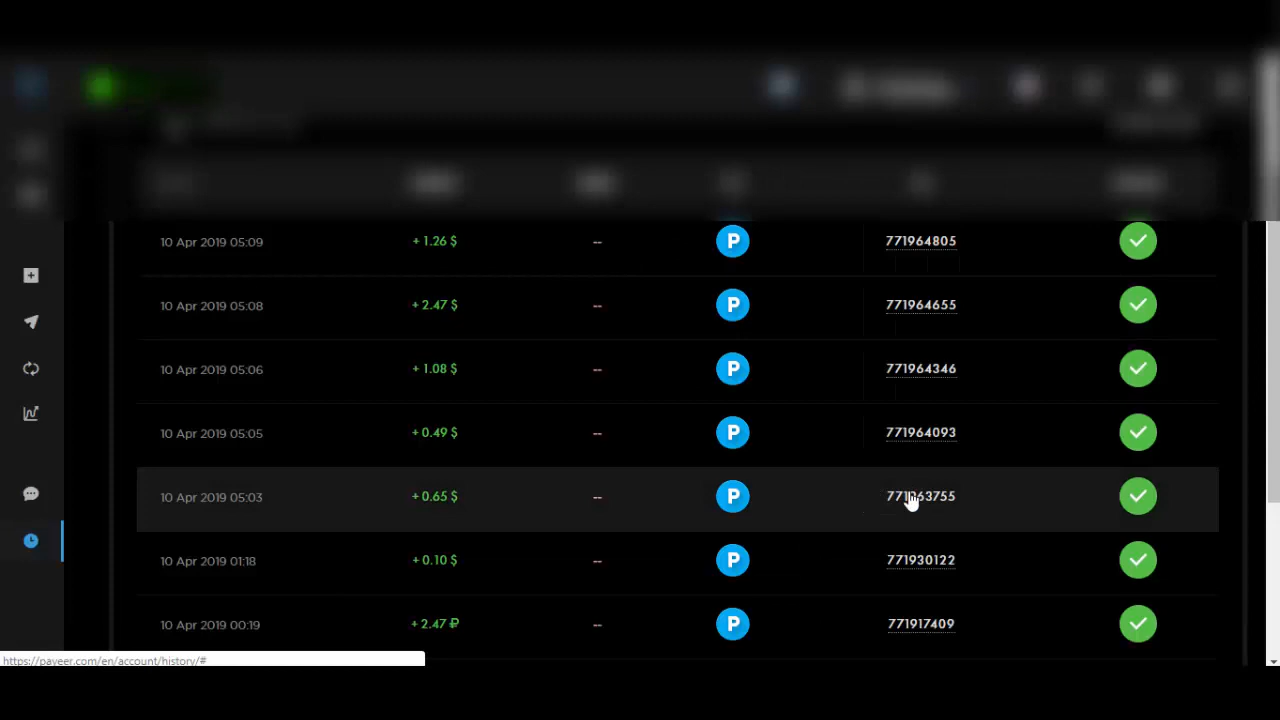 10 Apr 2019 05:09 + 1.26 $ -- P 771964805
10 Apr 2019 05:08 + 2.47 $ -- P 771964655
10 Apr 2019 05:06 + 1.08 $ -- P 771964346
10 Apr 2019 05:05 + 0.49 $ -- P 771964093
10 Apr 2019 05:03 + 0.65 $ -- P 771963755
10 Apr 2019 01:18 + 0.10 $ -- P 771930122
10 Apr 2019 00:19 + 2.47 ₽ -- P 771917409
https://payeer.com/en/account/history/#